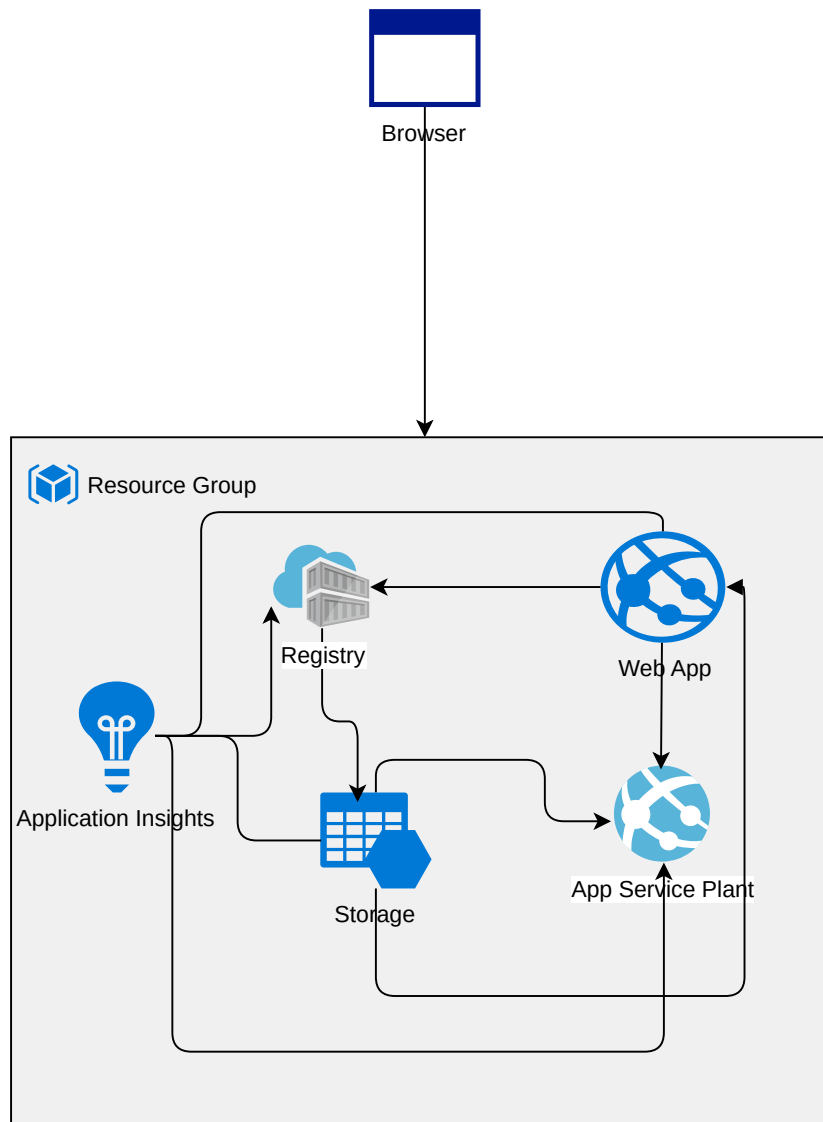 Browser
Resource Group
Registry
Web App
Application Insights
App Service Plant
Storage